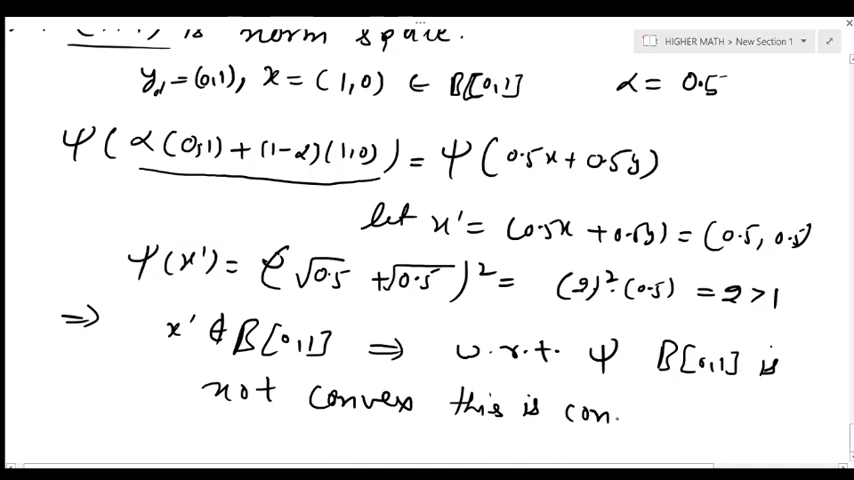 is norm space.
HIGHER MATH > New Section 1
y = (0,1), x = (1,0) ∈ B[0,1] α = 0.5
Ψ( α(0,1) + (1-α)(1,0) ) = Ψ(0.5x + 0.5y)
let x' = (0.5x + 0.5y) = (0.5, 0.5)
Ψ(x') = (√0.5 + √0.5)² = (2)²·(0.5) = 2 > 1
⇒ x' ∉ B[0,1] ⇒ w.r.t. Ψ B[0,1] is
not convex this is con